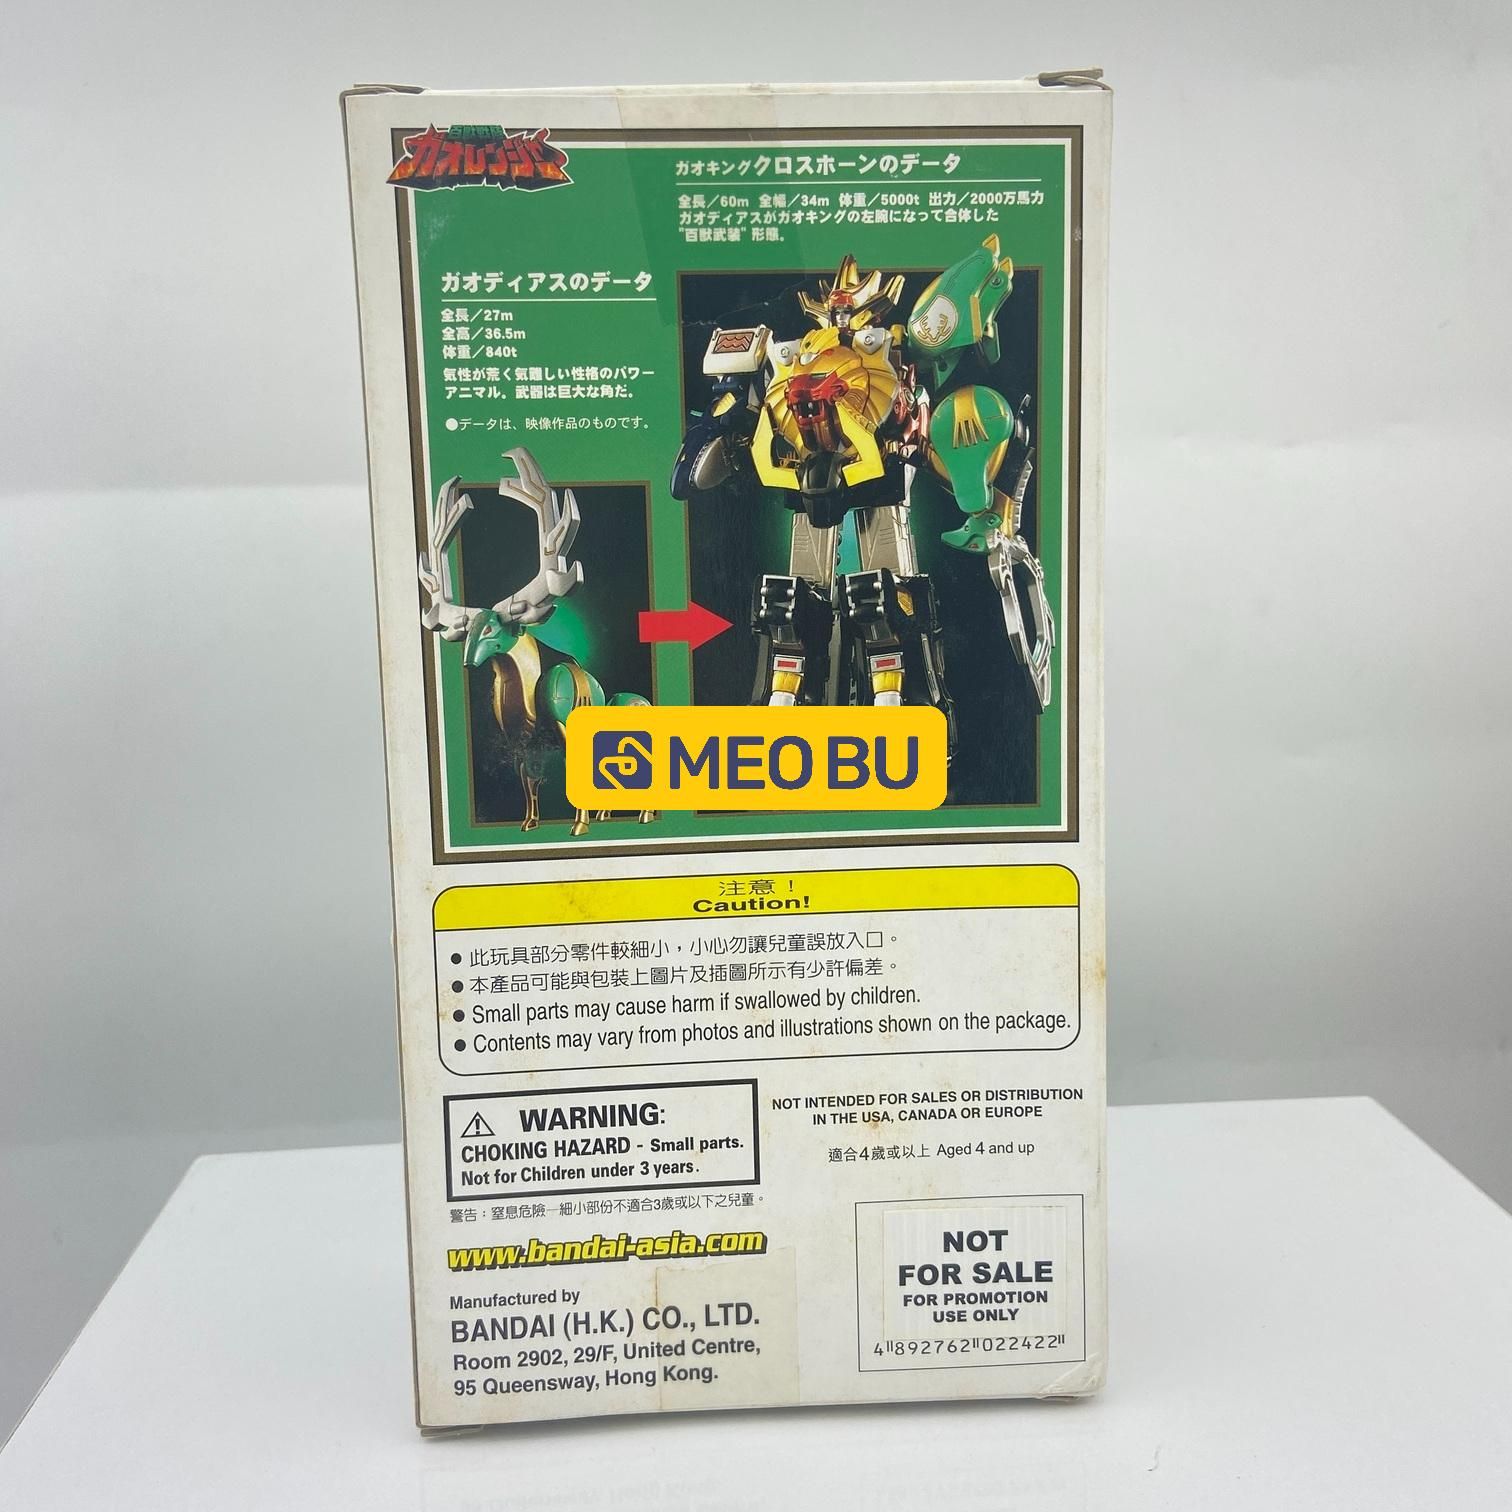 百獣戦隊
ガオレンジャー
ガオキングクロスホーンのデータ
全長／60m 全幅／34m 体重／5000t 出力／2000万馬力
ガオディアスがガオキングの左腕になって合体した
"百獣武装" 形態。
ガオディアスのデータ
全長／27m
全高／36.5m
体重／840t
気性が荒く気難しい性格のパワー
アニマル。武器は巨大な角だ。
●データは、映像作品のものです。
MEO BU
注意！
Caution!
● 此玩具部分零件較細小，小心勿讓兒童誤放入口。
● 本產品可能與包裝上圖片及插圖所示有少許偏差。
● Small parts may cause harm if swallowed by children.
● Contents may vary from photos and illustrations shown on the package.
WARNING:
CHOKING HAZARD - Small parts.
Not for Children under 3 years.
警告：窒息危險—細小部份不適合3歲或以下之兒童。
NOT INTENDED FOR SALES OR DISTRIBUTION
IN THE USA, CANADA OR EUROPE
適合4歲或以上 Aged 4 and up
www.bandai-asia.com
Manufactured by
BANDAI (H.K.) CO., LTD.
Room 2902, 29/F, United Centre,
95 Queensway, Hong Kong.
NOT
FOR SALE
FOR PROMOTION
USE ONLY
4 892762 022422